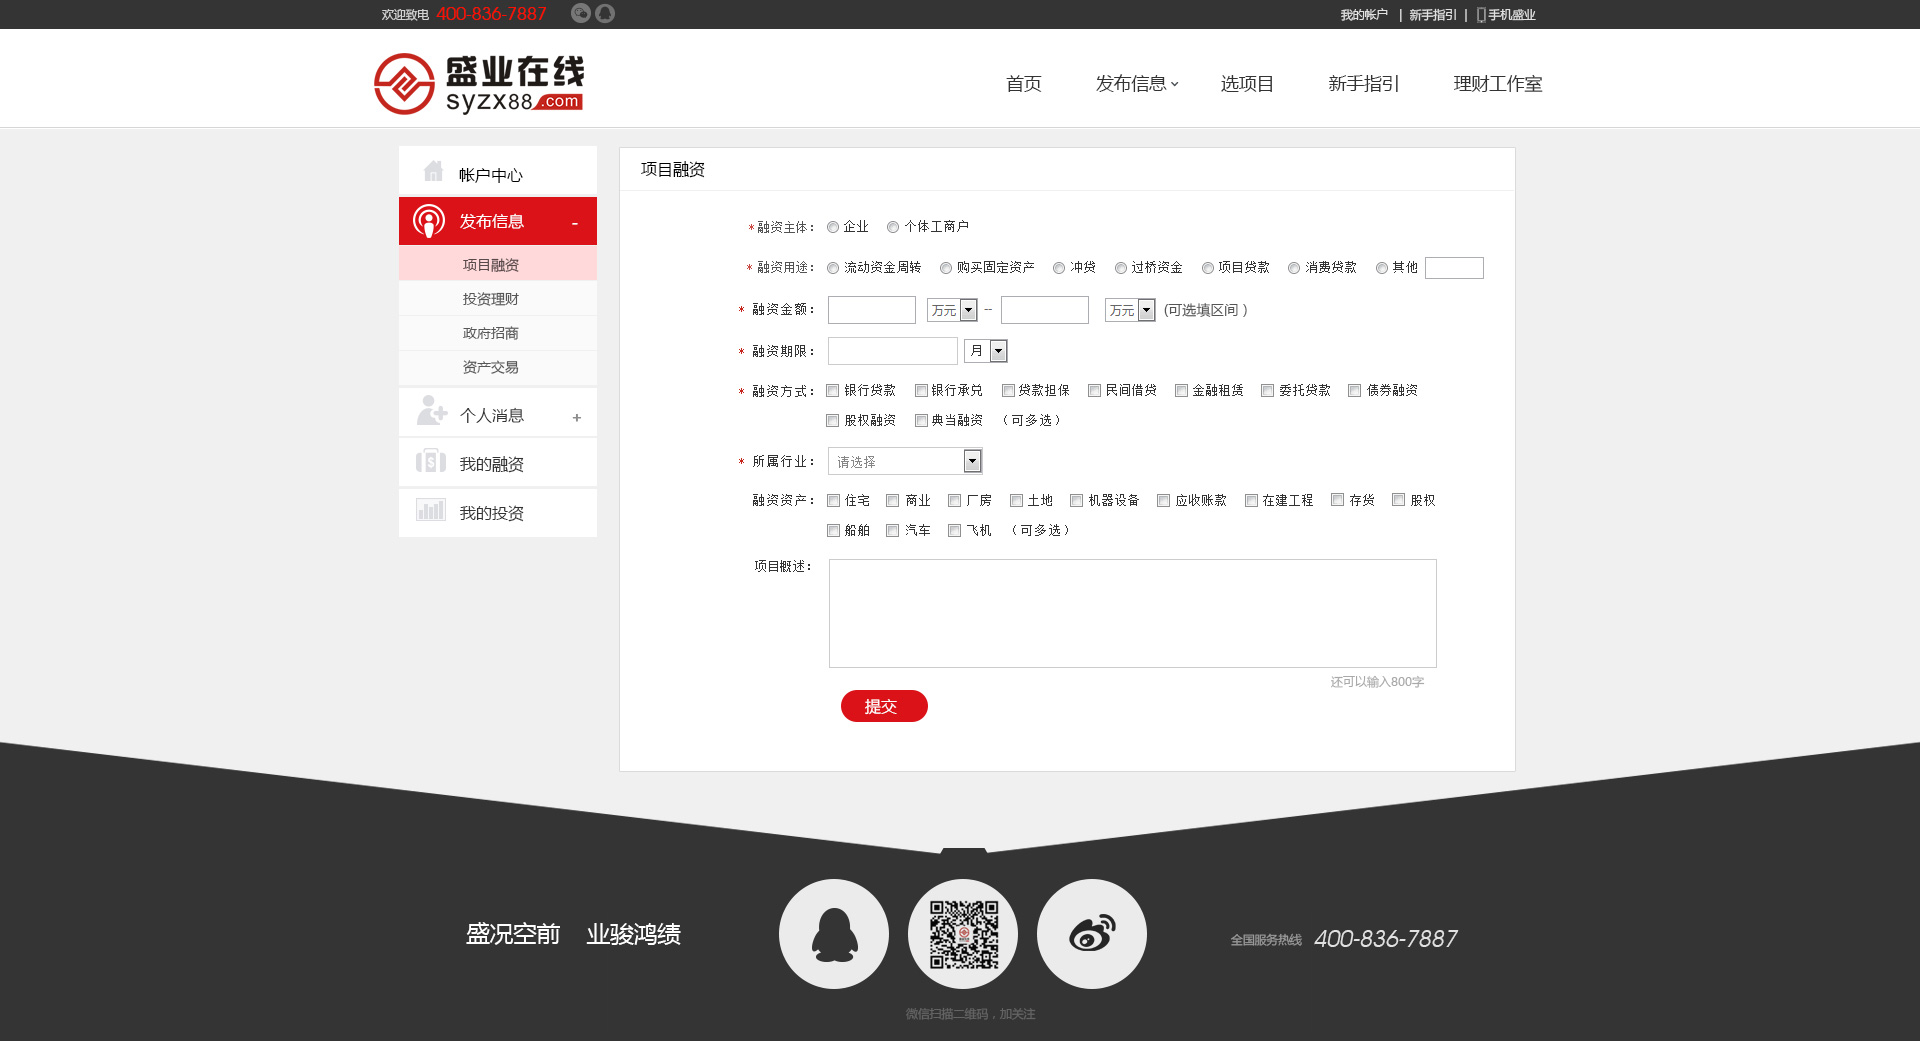 欢迎致电 400-836-7887
我的帐户 | 新手指引 | 手机盛业
盛业在线
syzx88.com
首页 发布信息 选项目 新手指引 理财工作室
帐户中心
发布信息 -
项目融资
投资理财
政府招商
资产交易
个人消息 +
我的融资
我的投资
项目融资
* 融资主体： 企业 个体工商户
* 融资用途： 流动资金周转 购买固定资产 冲贷 过桥资金 项目贷款 消费贷款 其他
* 融资金额： 万元 -- 万元 (可选填区间 )
* 融资期限： 月
* 融资方式： 银行贷款 银行承兑 贷款担保 民间借贷 金融租赁 委托贷款 债券融资
股权融资 典当融资 （可多选）
* 所属行业： 请选择
融资资产： 住宅 商业 厂房 土地 机器设备 应收账款 在建工程 存货 股权
船舶 汽车 飞机 （可多选）
项目概述：
还可以输入800字
提交
盛况空前 业骏鸿绩
全国服务热线 400-836-7887
微信扫描二维码，加关注